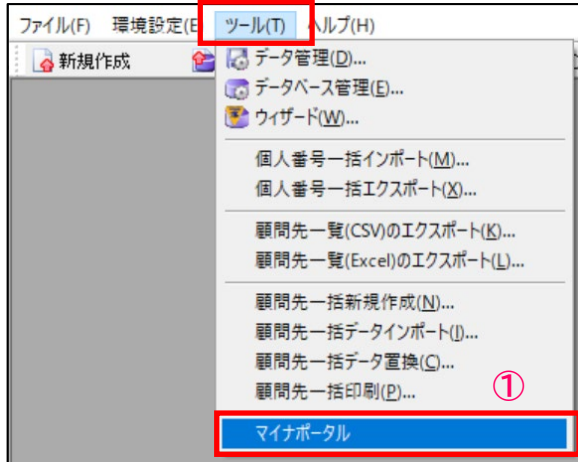 ファイル(F) 環境設定(E ツール(T) ヘルプ(H)
新規作成
データ管理(D)...
データベース管理(E)...
ウィザード(W)...
個人番号一括インポート(M)...
個人番号一括エクスポート(X)...
顧問先一覧(CSV)のエクスポート(K)...
顧問先一覧(Excel)のエクスポート(L)...
顧問先一括新規作成(N)...
顧問先一括データインポート(I)...
顧問先一括データ置換(C)...
顧問先一括印刷(P)...
①
マイナポータル